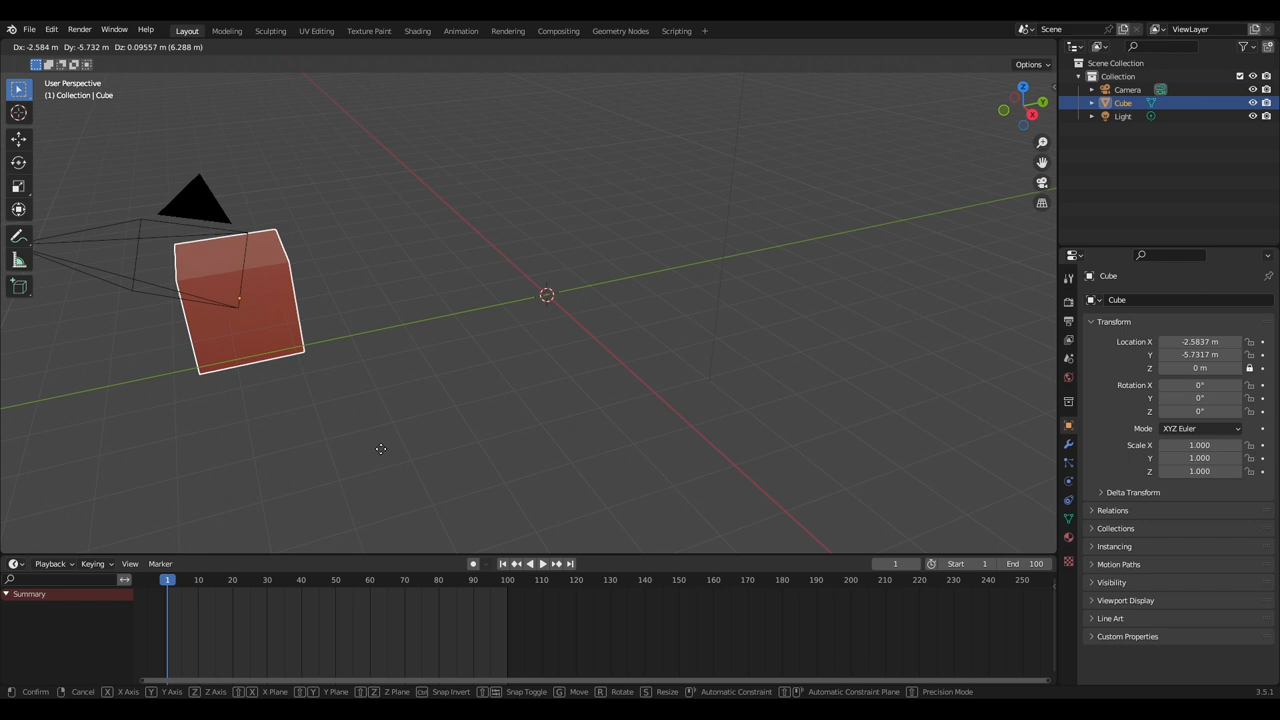 File Edit Render Window Help Layout Modeling Sculpting UV Editing Texture Paint Shading Animation Rendering Compositing Geometry Nodes Scripting Scene ViewLayer
Dx: -2.584 m Dy: -5.732 m Dz: 0.09557 m (6.288 m)
Options
User Perspective
(1) Collection | Cube
Z
Y
X
Scene Collection
Collection
Camera
Cube
Light
Cube
Cube
Transform
Location X -2.5837 m
Y -5.7317 m
Z 0 m
Rotation X 0°
Y 0°
Z 0°
Mode XYZ Euler
Scale X 1.000
Y 1.000
Z 1.000
Delta Transform
Relations
Collections
Instancing
Motion Paths
Visibility
Viewport Display
Line Art
Custom Properties
Playback Keying View Marker 1 Start 1 End 100
1 10 20 30 40 50 60 70 80 90 100 110 120 130 140 150 160 170 180 190 200 210 220 230 240 250
Summary
Confirm Cancel X X Axis Y Y Axis Z Z Axis X X Plane Y Y Plane Z Z Plane Ctrl Snap Invert Snap Toggle G Move R Rotate S Resize Automatic Constraint Automatic Constraint Plane Precision Mode 3.5.1